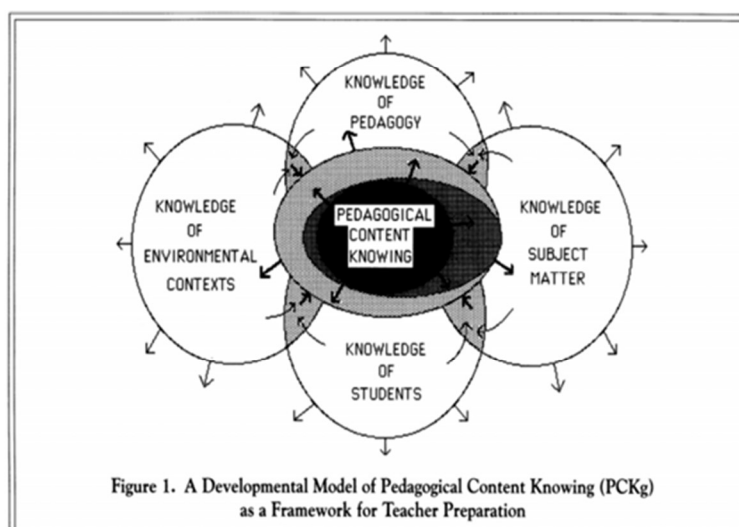 KNOWLEDGE
OF
PEDAGOGY
KNOWLEDGE
OF
ENVIRONMENTAL
CONTEXTS
PEDAGOGICAL
CONTENT
KNOWING
KNOWLEDGE
OF
SUBJECT
MATTER
KNOWLEDGE
OF
STUDENTS
Figure 1. A Developmental Model of Pedagogical Content Knowing (PCKg)
as a Framework for Teacher Preparation